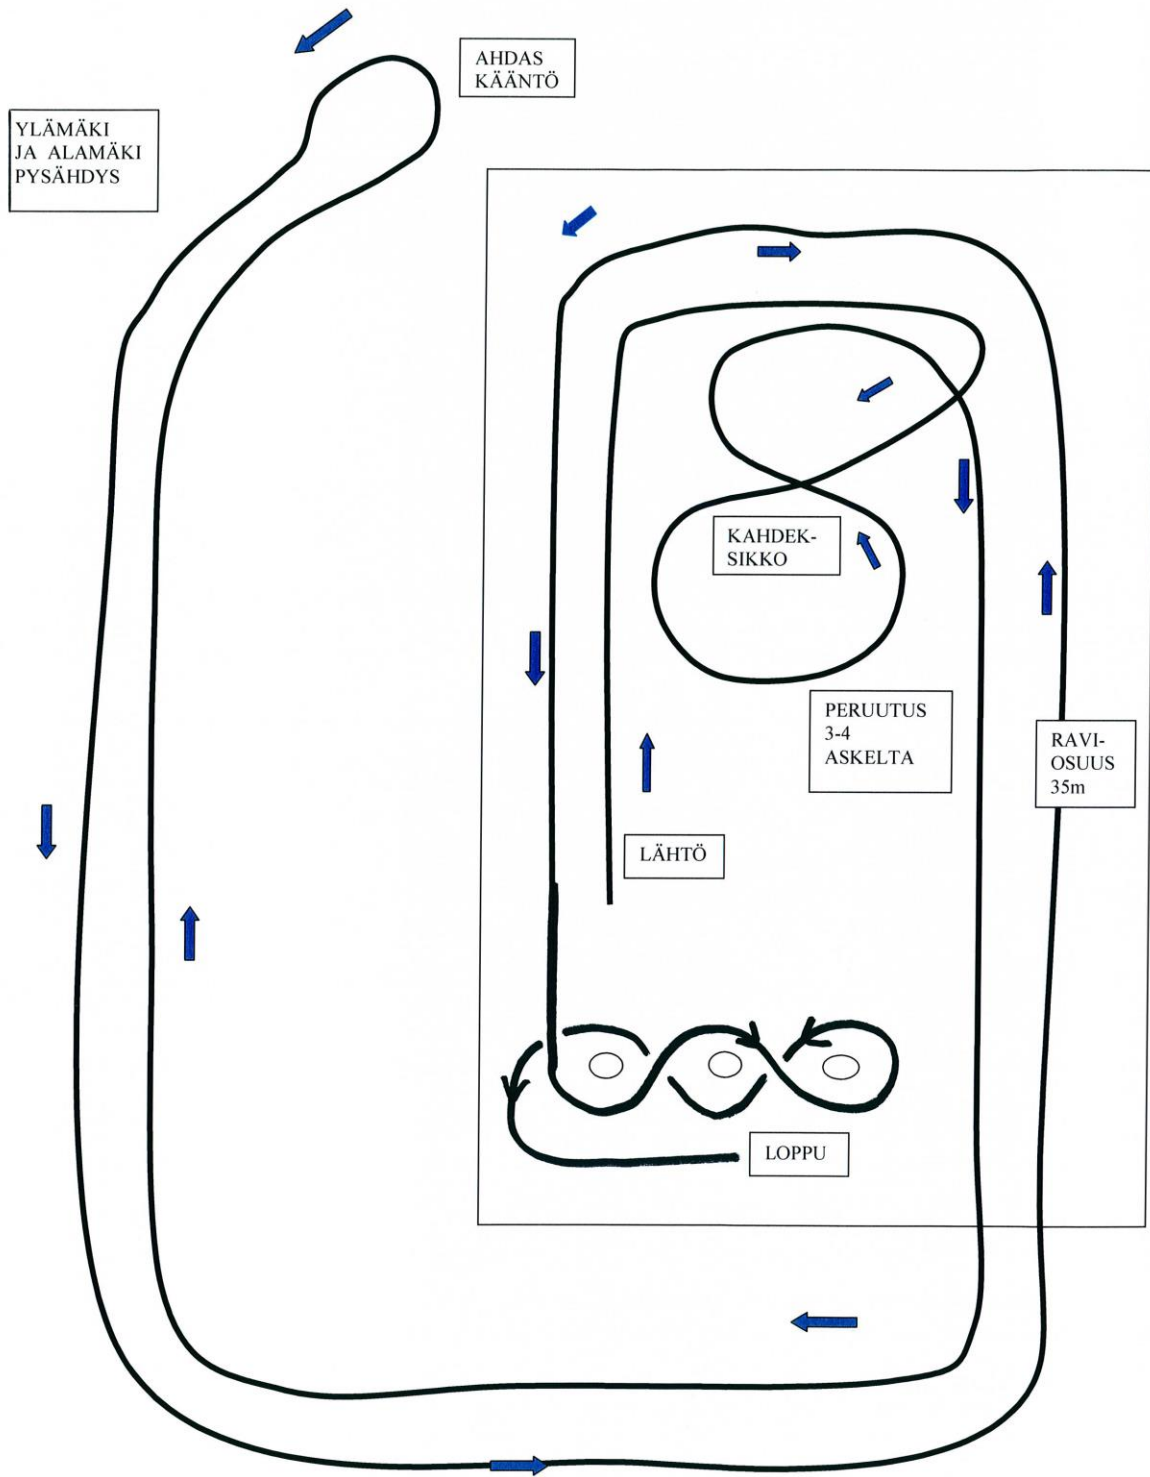 AHDAS
KÄÄNTÖ
YLÄMÄKI
JA ALAMÄKI
PYSÄHDYS
KAHDEK-
SIKKO
PERUUTUS
3-4
ASKELTA
RAVI-
OSUUS
35m
LÄHTÖ
LOPPU